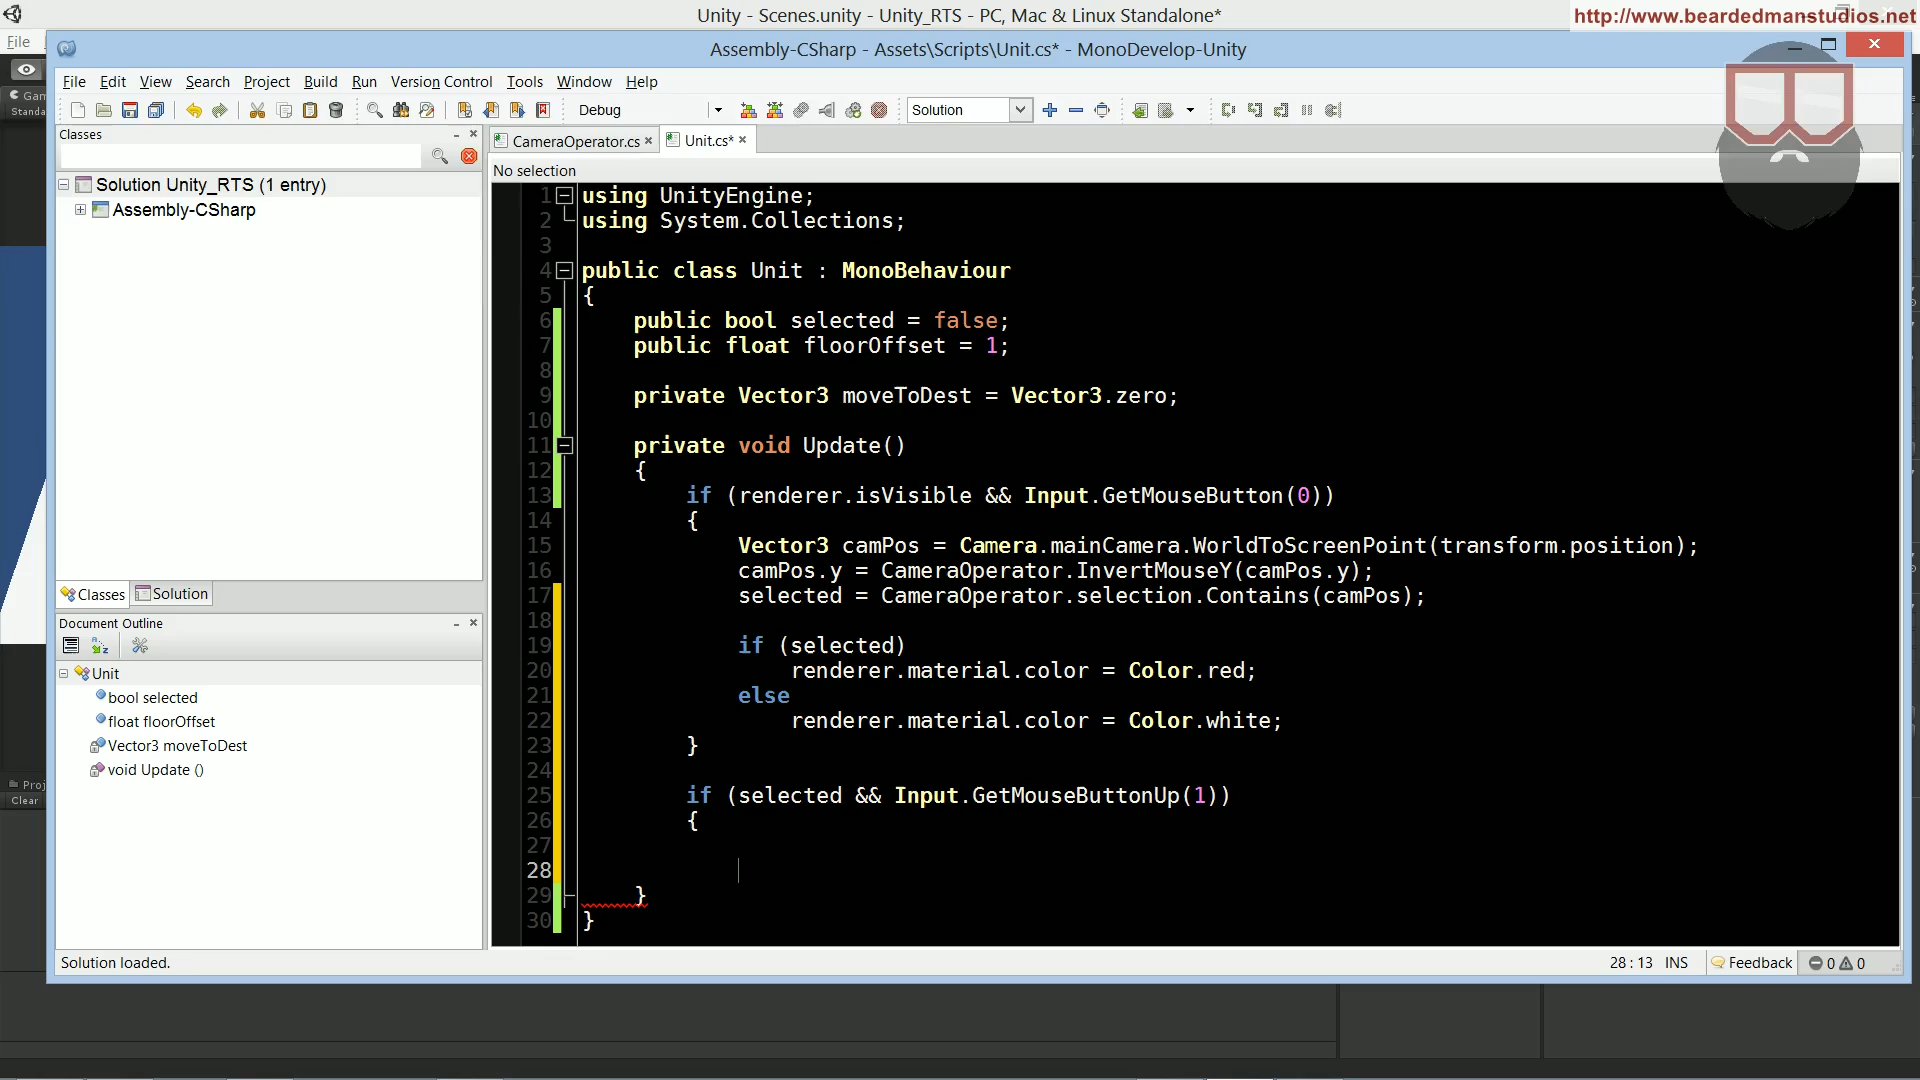 Unity - Scenes.unity - Unity_RTS - PC, Mac & Linux Standalone*
http://www.beardedmanstudios.net
File
Assembly-CSharp - Assets\Scripts\Unit.cs* - MonoDevelop-Unity
File Edit View Search Project Build Run Version Control Tools Window Help
Gam
Standa
Debug
Solution
Classes
CameraOperator.cs
Unit.cs*
No selection
Solution Unity_RTS (1 entry)
Assembly-CSharp
Classes
Solution
Document Outline
Unit
bool selected
float floorOffset
Vector3 moveToDest
void Update ()
Proj
Clear
1 using UnityEngine;
2 using System.Collections;
3
4 public class Unit : MonoBehaviour
5 {
6 public bool selected = false;
7 public float floorOffset = 1;
8
9 private Vector3 moveToDest = Vector3.zero;
10
11 private void Update()
12 {
13 if (renderer.isVisible && Input.GetMouseButton(0))
14 {
15 Vector3 camPos = Camera.mainCamera.WorldToScreenPoint(transform.position);
16 camPos.y = CameraOperator.InvertMouseY(camPos.y);
17 selected = CameraOperator.selection.Contains(camPos);
18
19 if (selected)
20 renderer.material.color = Color.red;
21 else
22 renderer.material.color = Color.white;
23 }
24
25 if (selected && Input.GetMouseButtonUp(1))
26 {
27
28
29 }
30 }
Solution loaded.
28 : 13 INS
Feedback
0 0